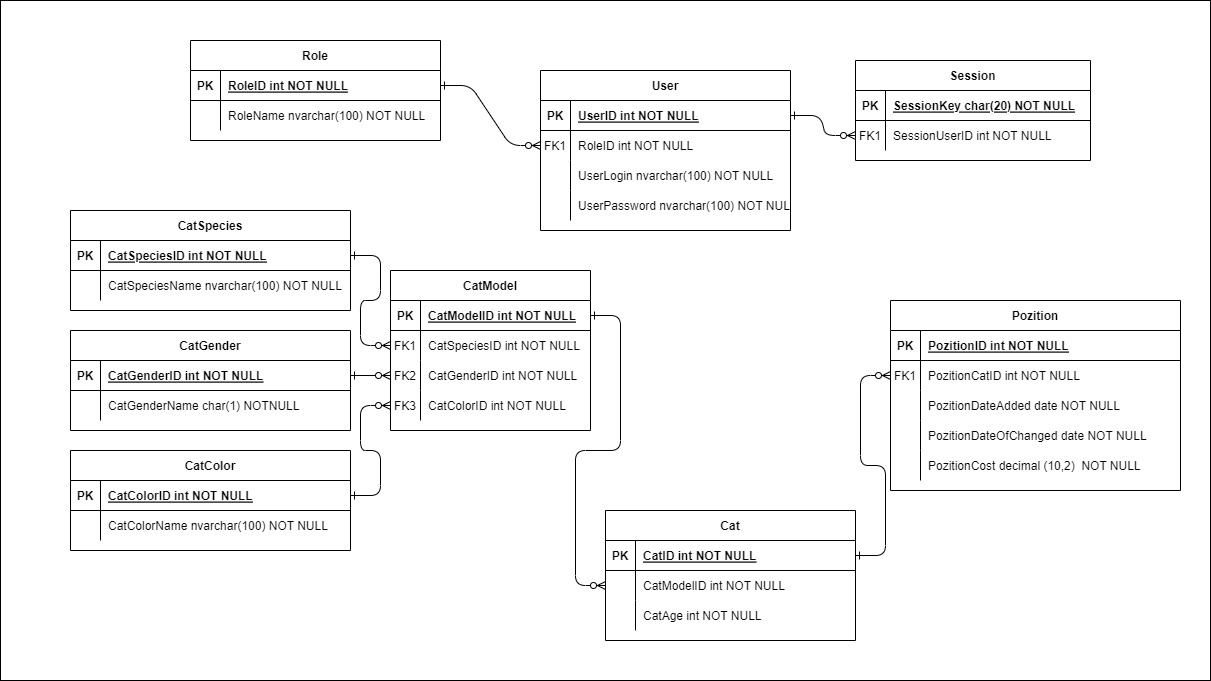 Role
PK RoleID int NOT NULL
RoleName nvarchar(100) NOT NULL
User
PK UserID int NOT NULL
FK1 RoleID int NOT NULL
UserLogin nvarchar(100) NOT NULL
UserPassword nvarchar(100) NOT NUL
Session
PK SessionKey char(20) NOT NULL
FK1 SessionUserID int NOT NULL
CatSpecies
PK CatSpeciesID int NOT NULL
CatSpeciesName nvarchar(100) NOT NULL
CatGender
PK CatGenderID int NOT NULL
CatGenderName char(1) NOTNULL
CatColor
PK CatColorID int NOT NULL
CatColorName nvarchar(100) NOT NULL
CatModel
PK CatModelID int NOT NULL
FK1 CatSpeciesID int NOT NULL
FK2 CatGenderID int NOT NULL
FK3 CatColorID int NOT NULL
Pozition
PK PozitionID int NOT NULL
FK1 PozitionCatID int NOT NULL
PozitionDateAdded date NOT NULL
PozitionDateOfChanged date NOT NULL
PozitionCost decimal (10,2)  NOT NULL
Cat
PK CatID int NOT NULL
CatModelID int NOT NULL
CatAge int NOT NULL